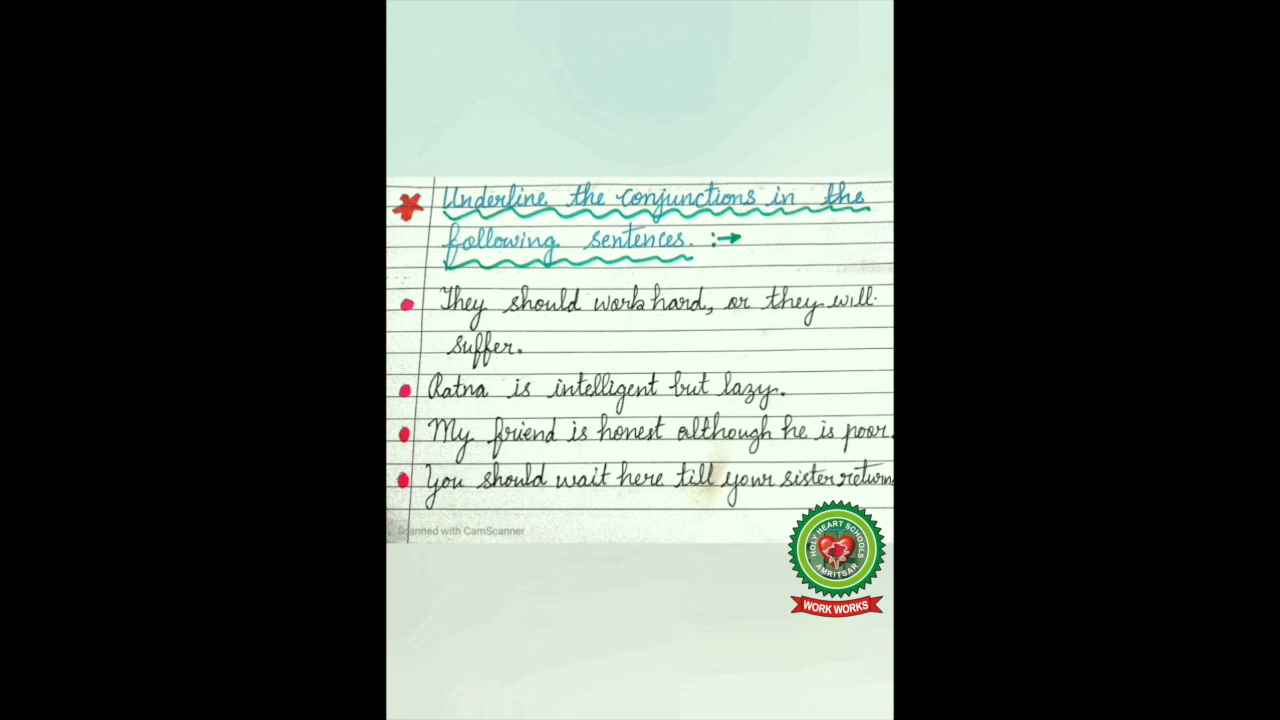 Underline the conjunctions in the
following sentences. :→
They should work hard, or they will
suffer.
Ratna is intelligent but lazy.
My friend is honest although he is poor.
You should wait here till your sister return
Scanned with CamScanner
HOLY HEART SCHOOLS
AMRITSAR
WORK WORKS